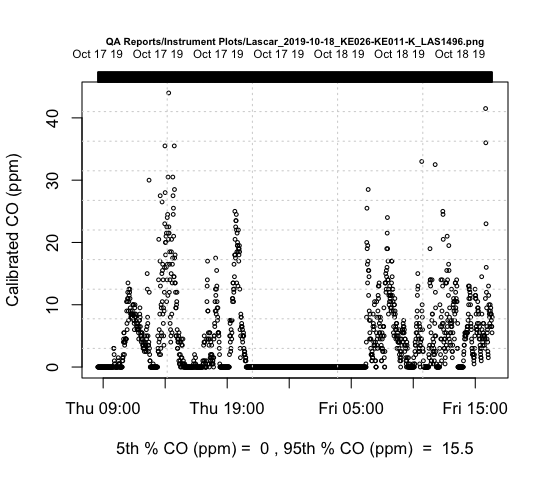 QA Reports/Instrument Plots/Lascar_2019-10-18_KE026-KE011-K_LAS1496.png
Oct 17 19 Oct 17 19 Oct 17 19 Oct 17 19 Oct 18 19 Oct 18 19 Oct 18 19
Calibrated CO (ppm)
40
30
20
10
0
Thu 09:00 Thu 19:00 Fri 05:00 Fri 15:00
5th % CO (ppm) = 0 , 95th % CO (ppm) = 15.5